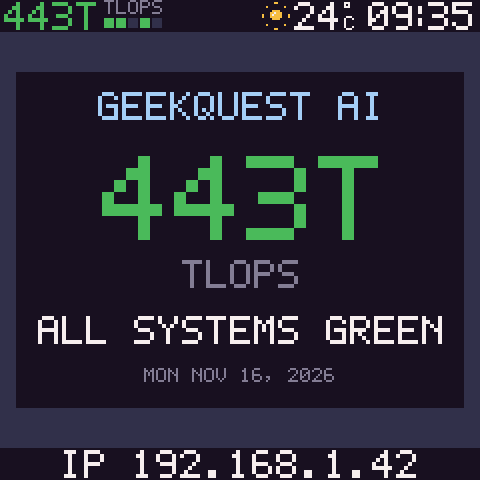 443T TLOPS 24°C 09:35
GEEKQUEST AI
443T
TLOPS
ALL SYSTEMS GREEN
MON NOV 16, 2026
IP 192.168.1.42